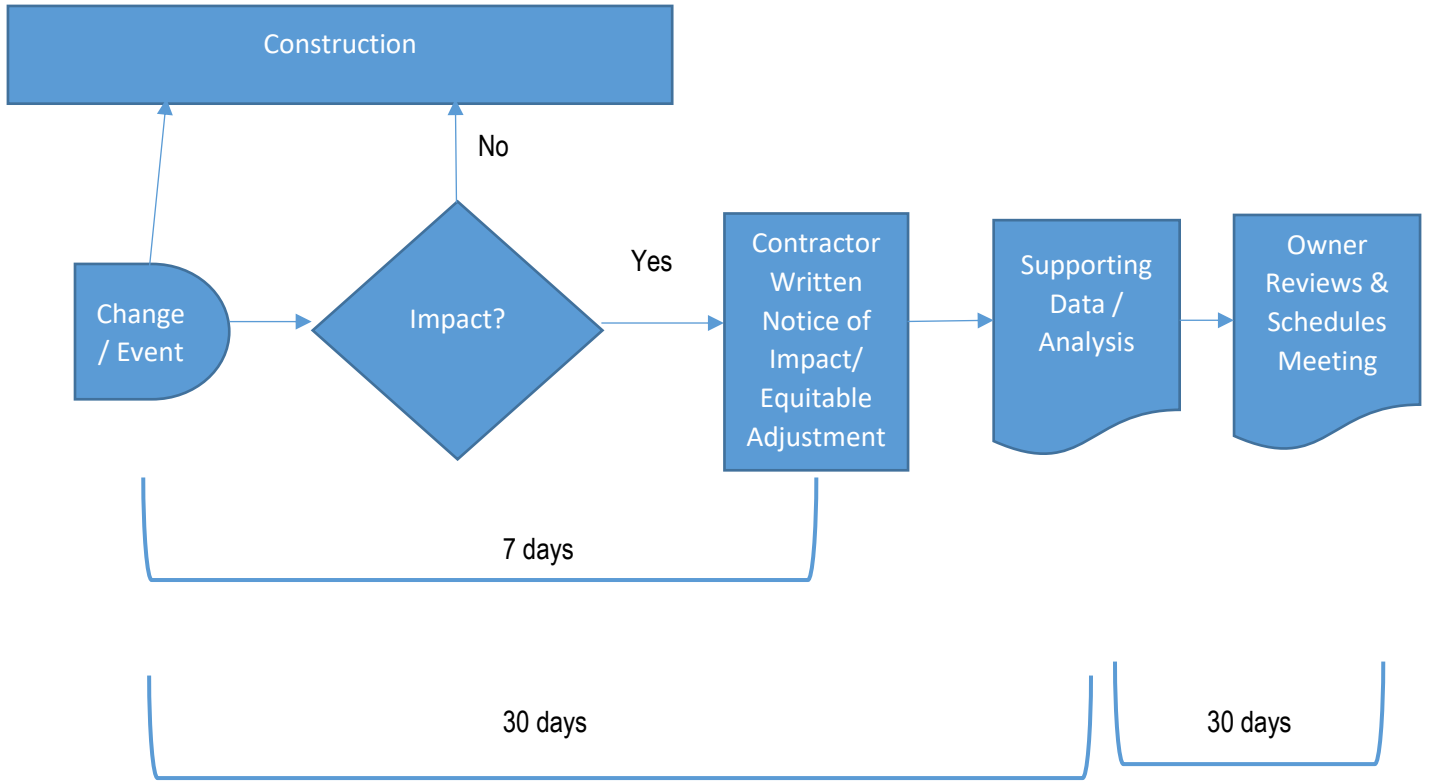 Construction
No
Yes
Change
/ Event
Impact?
Contractor
Written
Notice of
Impact/
Equitable
Adjustment
Supporting
Data /
Analysis
Owner
Reviews &
Schedules
Meeting
7 days
30 days
30 days